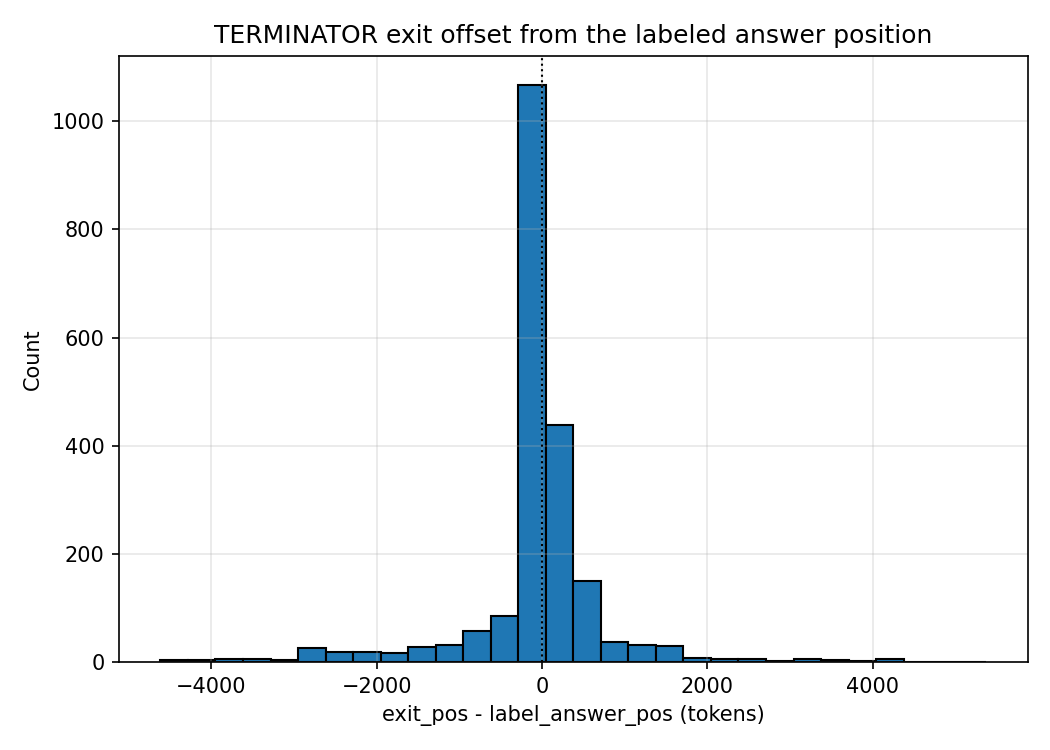 TERMINATOR exit offset from the labeled answer position
Count
1000
800
600
400
200
0
−4000 −2000 0 2000 4000
exit_pos - label_answer_pos (tokens)